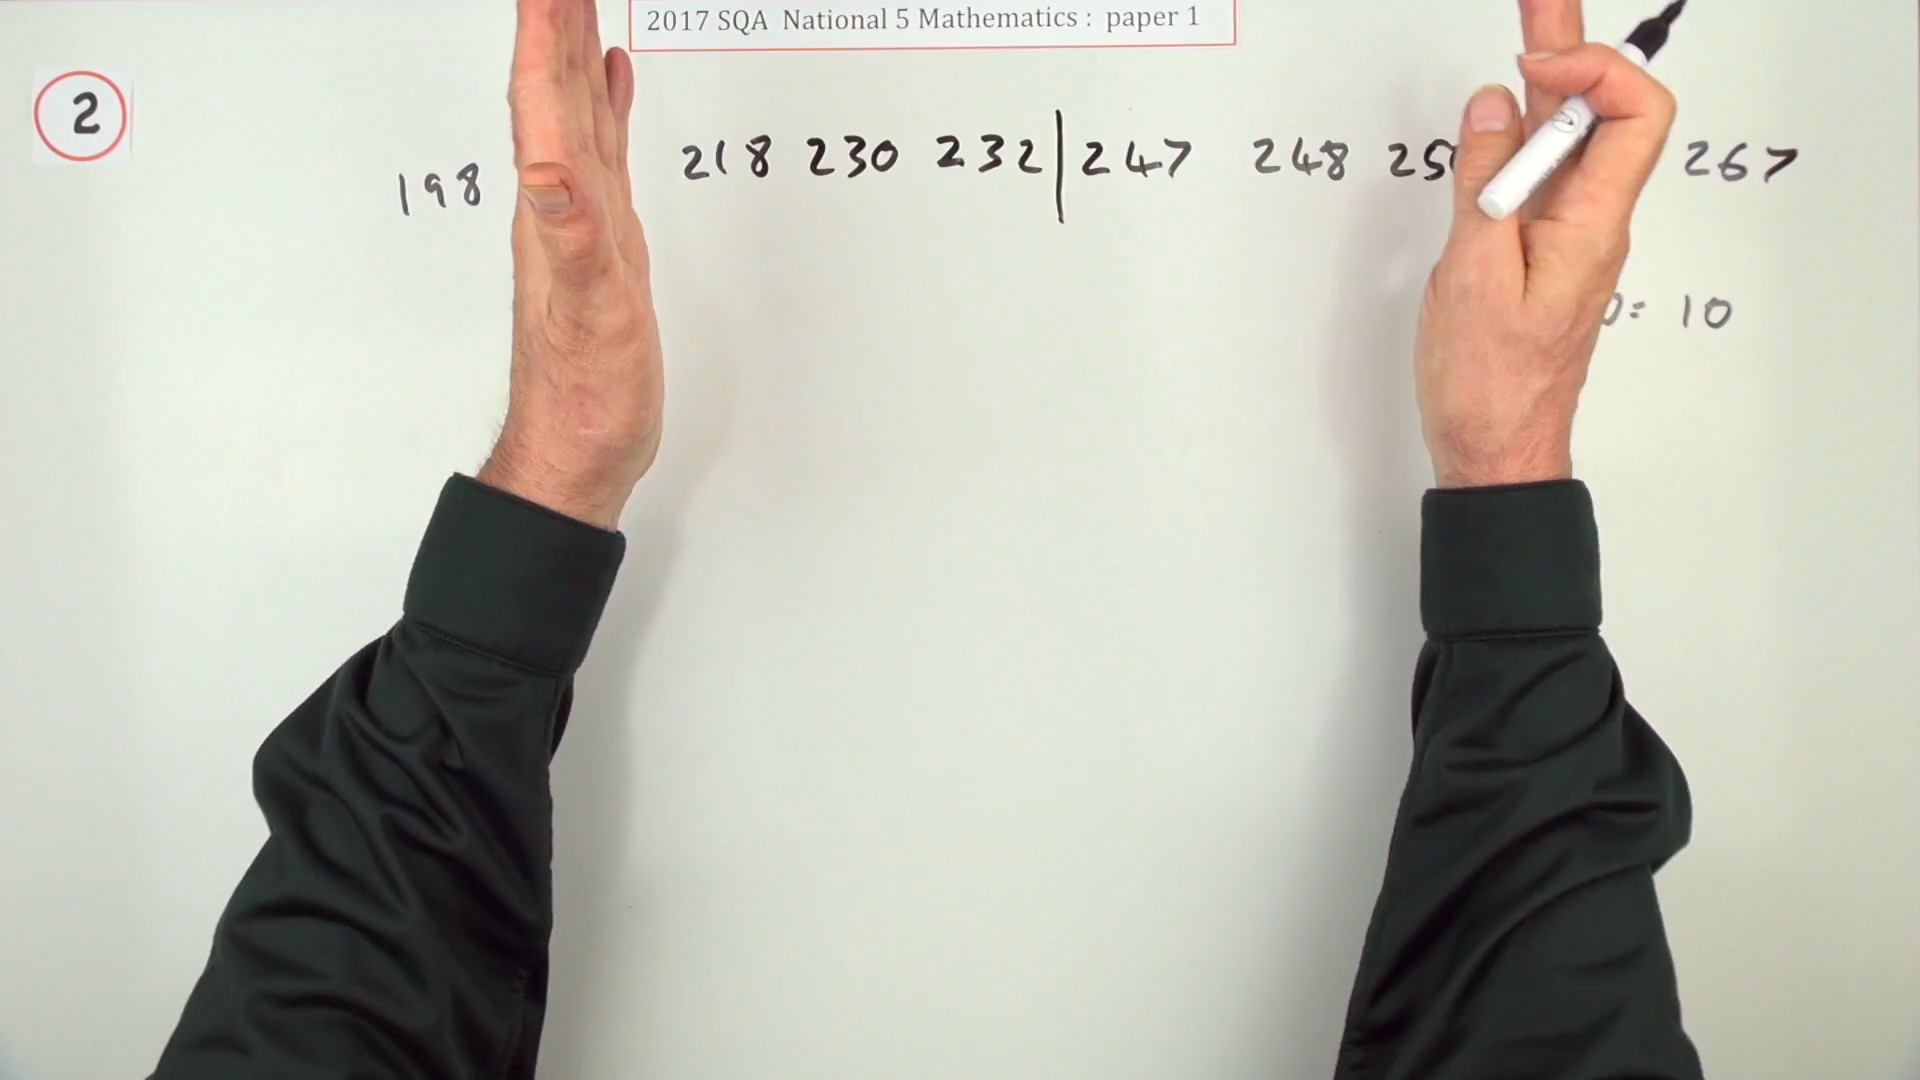 2017 SQA National 5 Mathematics : paper 1
2
198 218 230 232 | 247 248 267
= 10